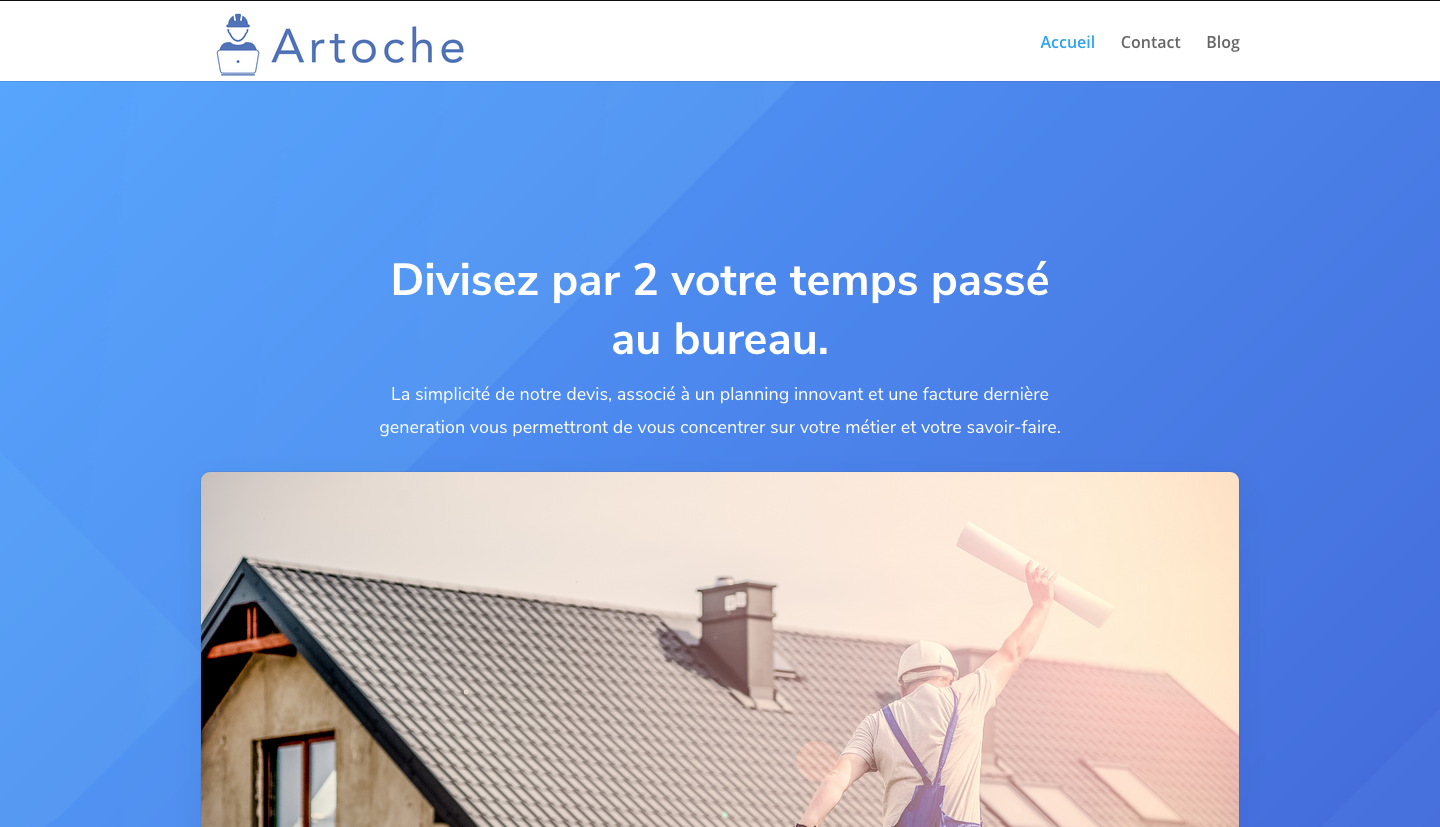 Artoche
Accueil Contact Blog
Divisez par 2 votre temps passé
au bureau.
La simplicité de notre devis, associé à un planning innovant et une facture dernière
generation vous permettront de vous concentrer sur votre métier et votre savoir-faire.